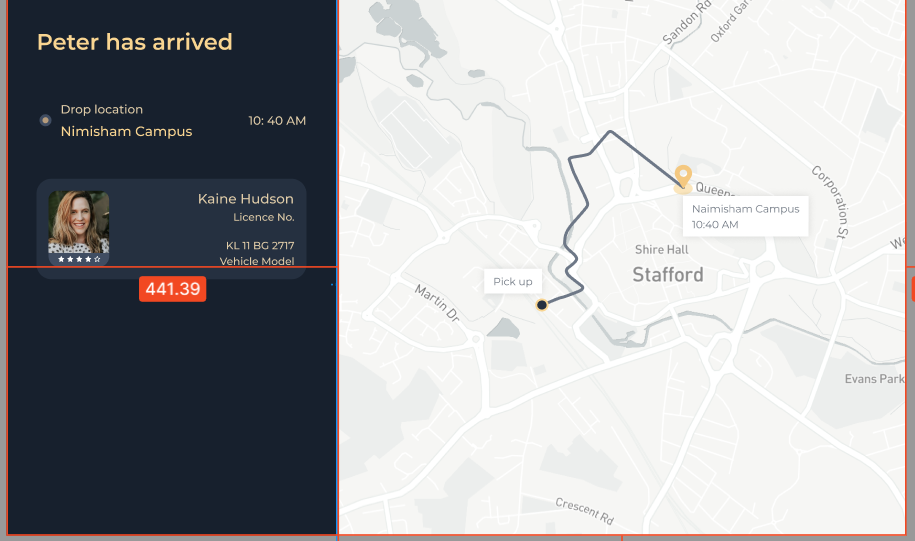 Peter has arrived
Drop location
Nimisham Campus
10: 40 AM
Kaine Hudson
Licence No.
KL 11 BG 2717
Vehicle Model
441.39
Sandon Rd
Oxford Gar
Corporation St
Queens
Naimisham Campus
10:40 AM
Shire Hall
Stafford
Pick up
Martin Dr
We
Evans Park
Crescent Rd